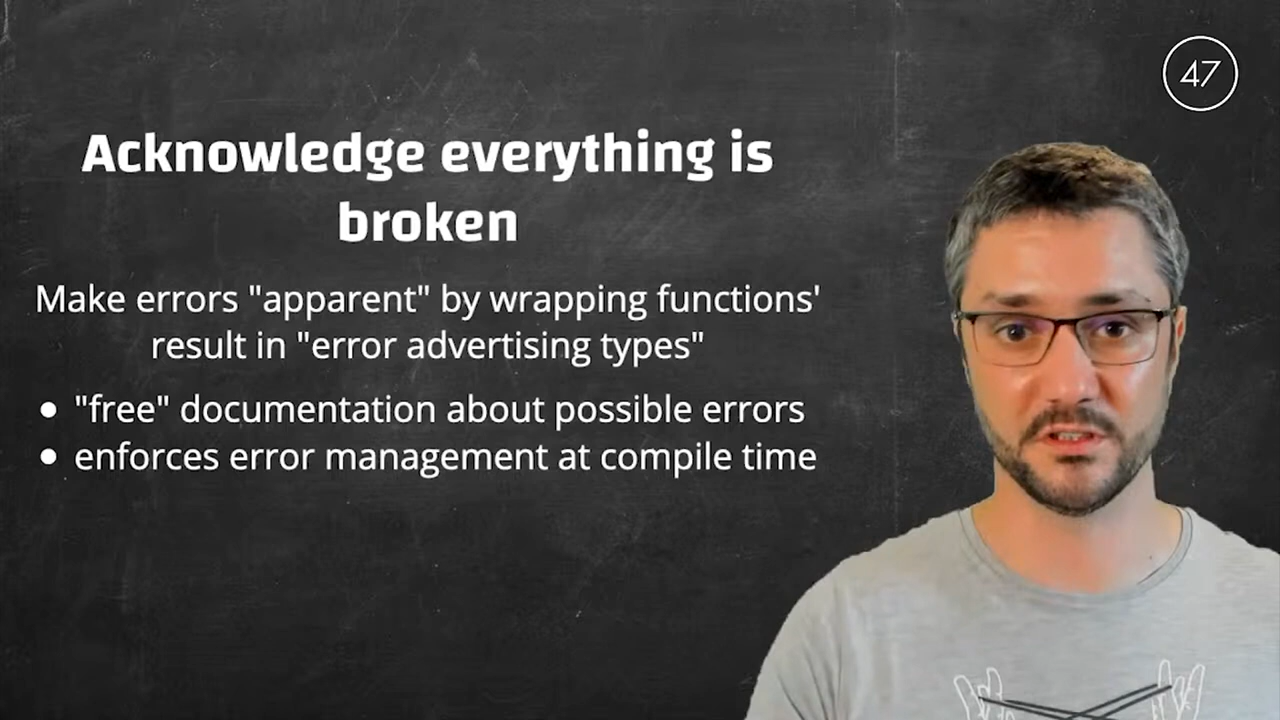 47
Acknowledge everything is
broken
Make errors "apparent" by wrapping functions'
result in "error advertising types"
● "free" documentation about possible errors
● enforces error management at compile time